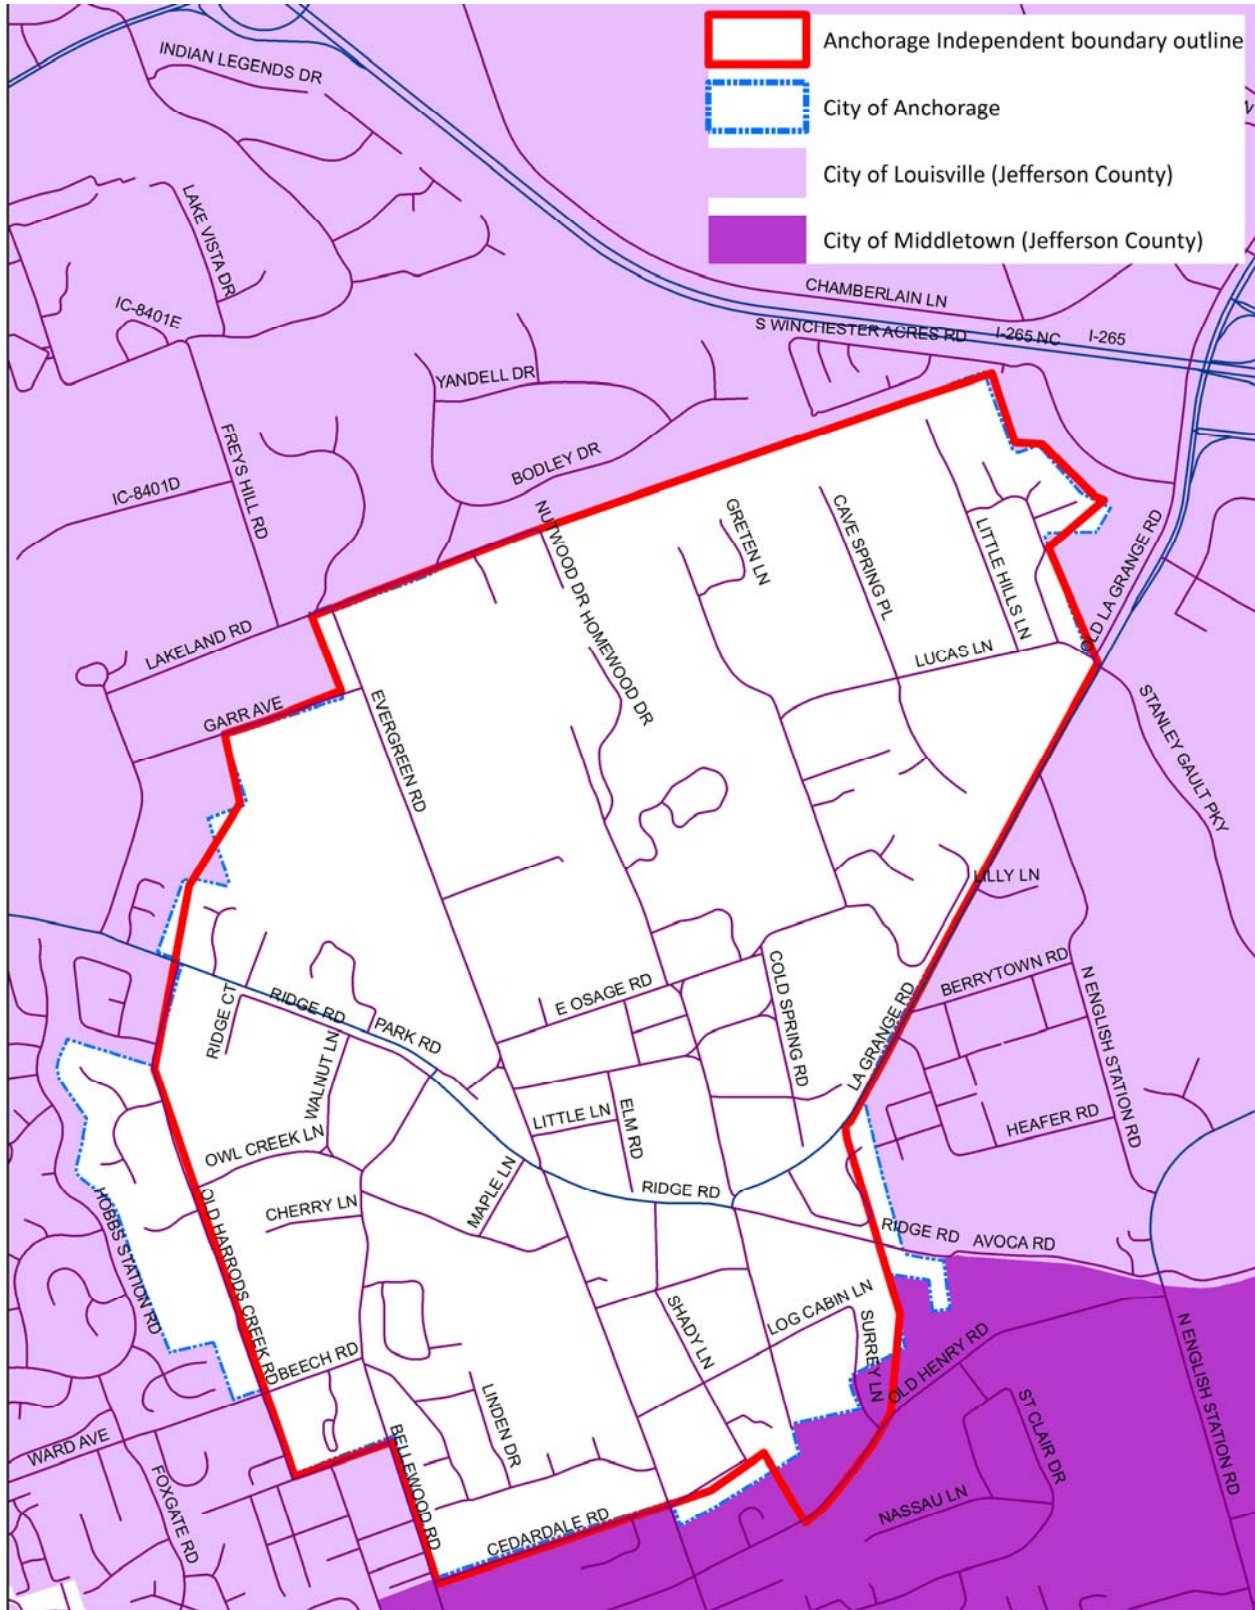 Anchorage Independent boundary outline
City of Anchorage
City of Louisville (Jefferson County)
City of Middletown (Jefferson County)
INDIAN LEGENDS DR
LAKE VISTA DR
CHAMBERLAIN LN
IC-8401E
S WINCHESTER ACRES RD
I-265 NC
I-265
YANDELL DR
FREYS HILL RD
BODLEY DR
IC-8401D
NUTWOOD DR
GRETEN LN
CAVE SPRING PL
LITTLE HILLS LN
OLD LA GRANGE RD
LAKELAND RD
HOMEWOOD DR
LUCAS LN
GARR AVE
EVERGREEN RD
STANLEY GAULT PKY
LILLY LN
COLD SPRING RD
BERRYTOWN RD
E OSAGE RD
RIDGE CT
RIDGE RD
PARK RD
LA GRANGE RD
N ENGLISH STATION RD
WALNUT LN
LITTLE LN
ELM RD
HEAFER RD
OWL CREEK LN
MAPLE LN
RIDGE RD
CHERRY LN
HOBBS STATION RD
OLD HARRODS CREEK RD
RIDGE RD
AVOCA RD
SHADY LN
LOG CABIN LN
SURREY LN
N ENGLISH STATION RD
OLD HENRY RD
BEECH RD
LINDEN DR
ST CLAIR DR
WARD AVE
BELLEWOOD RD
FOXGATE RD
NASSAU LN
CEDARDALE RD